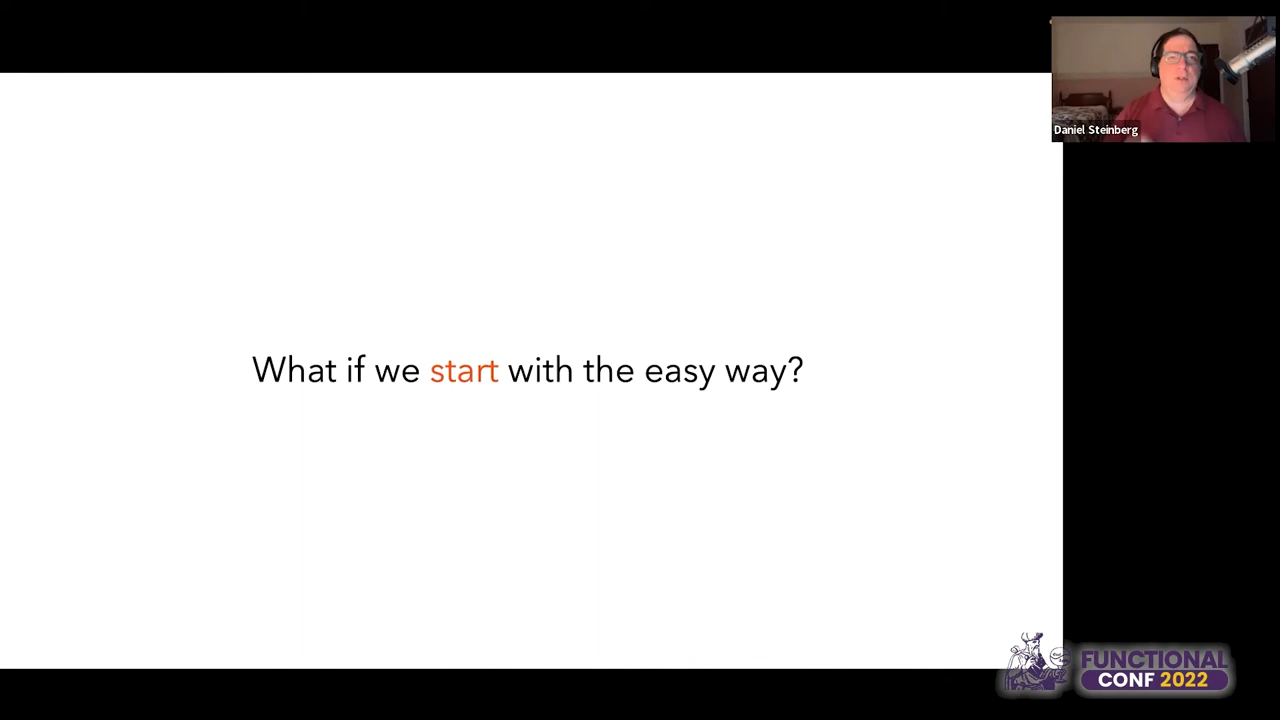 Daniel Steinberg
What if we start with the easy way?
FUNCTIONAL
CONF 2022